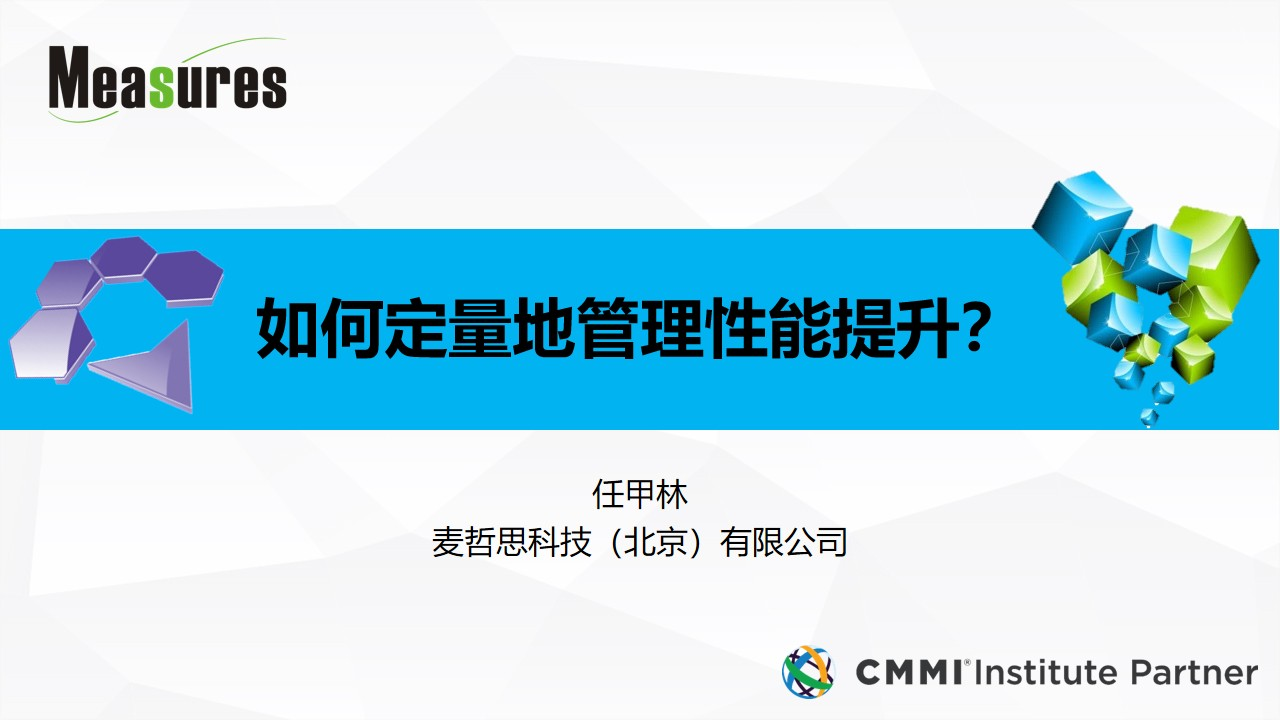 Measures
如何定量地管理性能提升？
任甲林
麦哲思科技（北京）有限公司
CMMI® Institute Partner